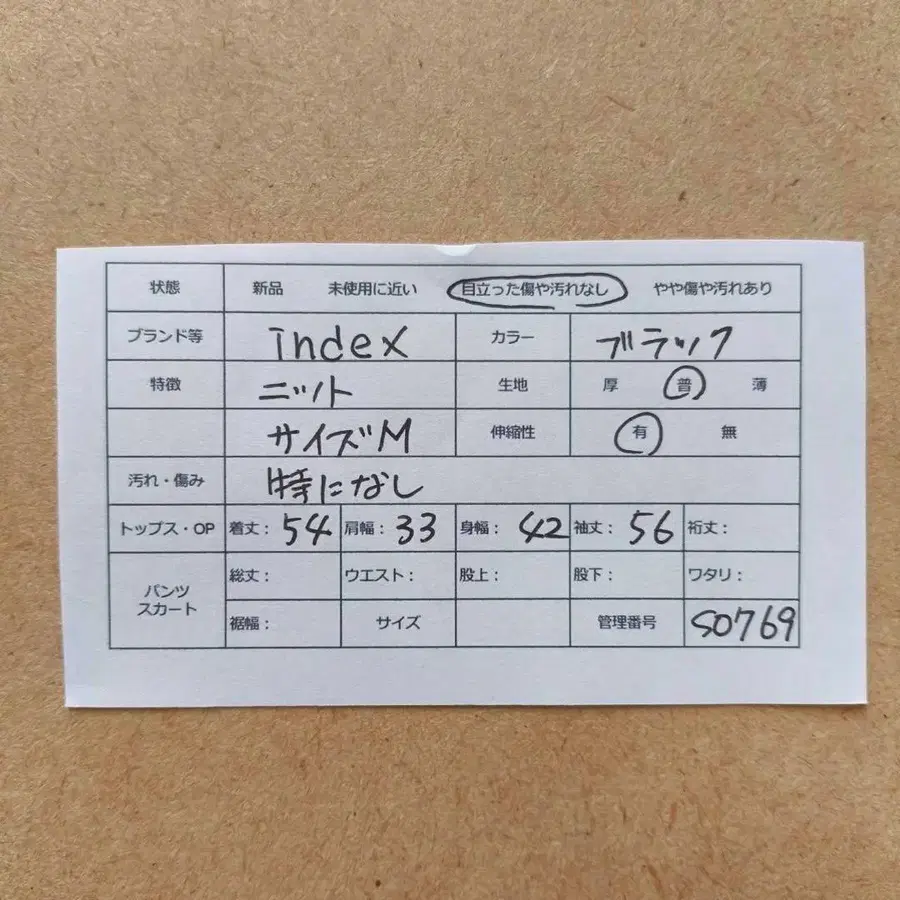 状態 新品 未使用に近い 目立った傷や汚れなし やや傷や汚れあり
ブランド等 index カラー ブラック
特徴 ニット 生地 厚 普 薄
サイズM 伸縮性 有 無
汚れ・傷み 特になし
トップス・OP 着丈: 54 肩幅: 33 身幅: 42 袖丈: 56 裄丈:
パンツ スカート 総丈: ウエスト: 股上: 股下: ワタリ:
裾幅: サイズ 管理番号 S0769